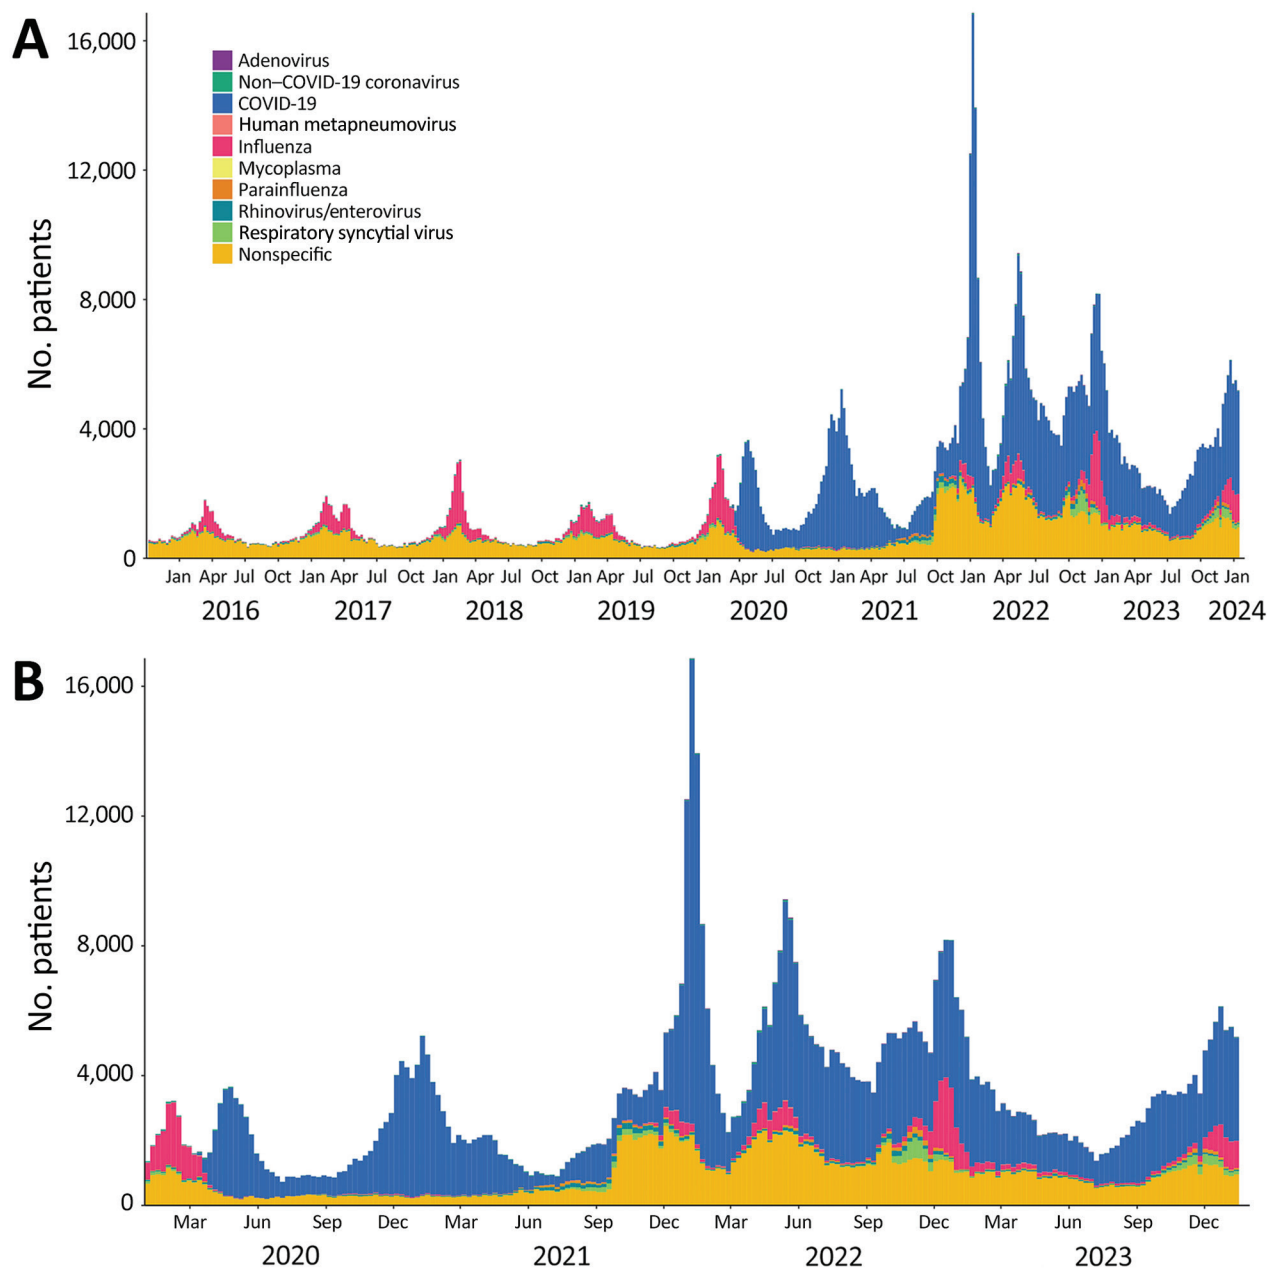 A
16,000
12,000
8,000
4,000
0
No. patients
Adenovirus
Non–COVID-19 coronavirus
COVID-19
Human metapneumovirus
Influenza
Mycoplasma
Parainfluenza
Rhinovirus/enterovirus
Respiratory syncytial virus
Nonspecific
Jan Apr Jul Oct Jan Apr Jul Oct Jan Apr Jul Oct Jan Apr Jul Oct Jan Apr Jul Oct Jan Apr Jul Oct Jan Apr Jul Oct Jan Apr Jul Oct Jan
2016 2017 2018 2019 2020 2021 2022 2023 2024
B
16,000
12,000
8,000
4,000
0
No. patients
Mar Jun Sep Dec Mar Jun Sep Dec Mar Jun Sep Dec Mar Jun Sep Dec
2020 2021 2022 2023